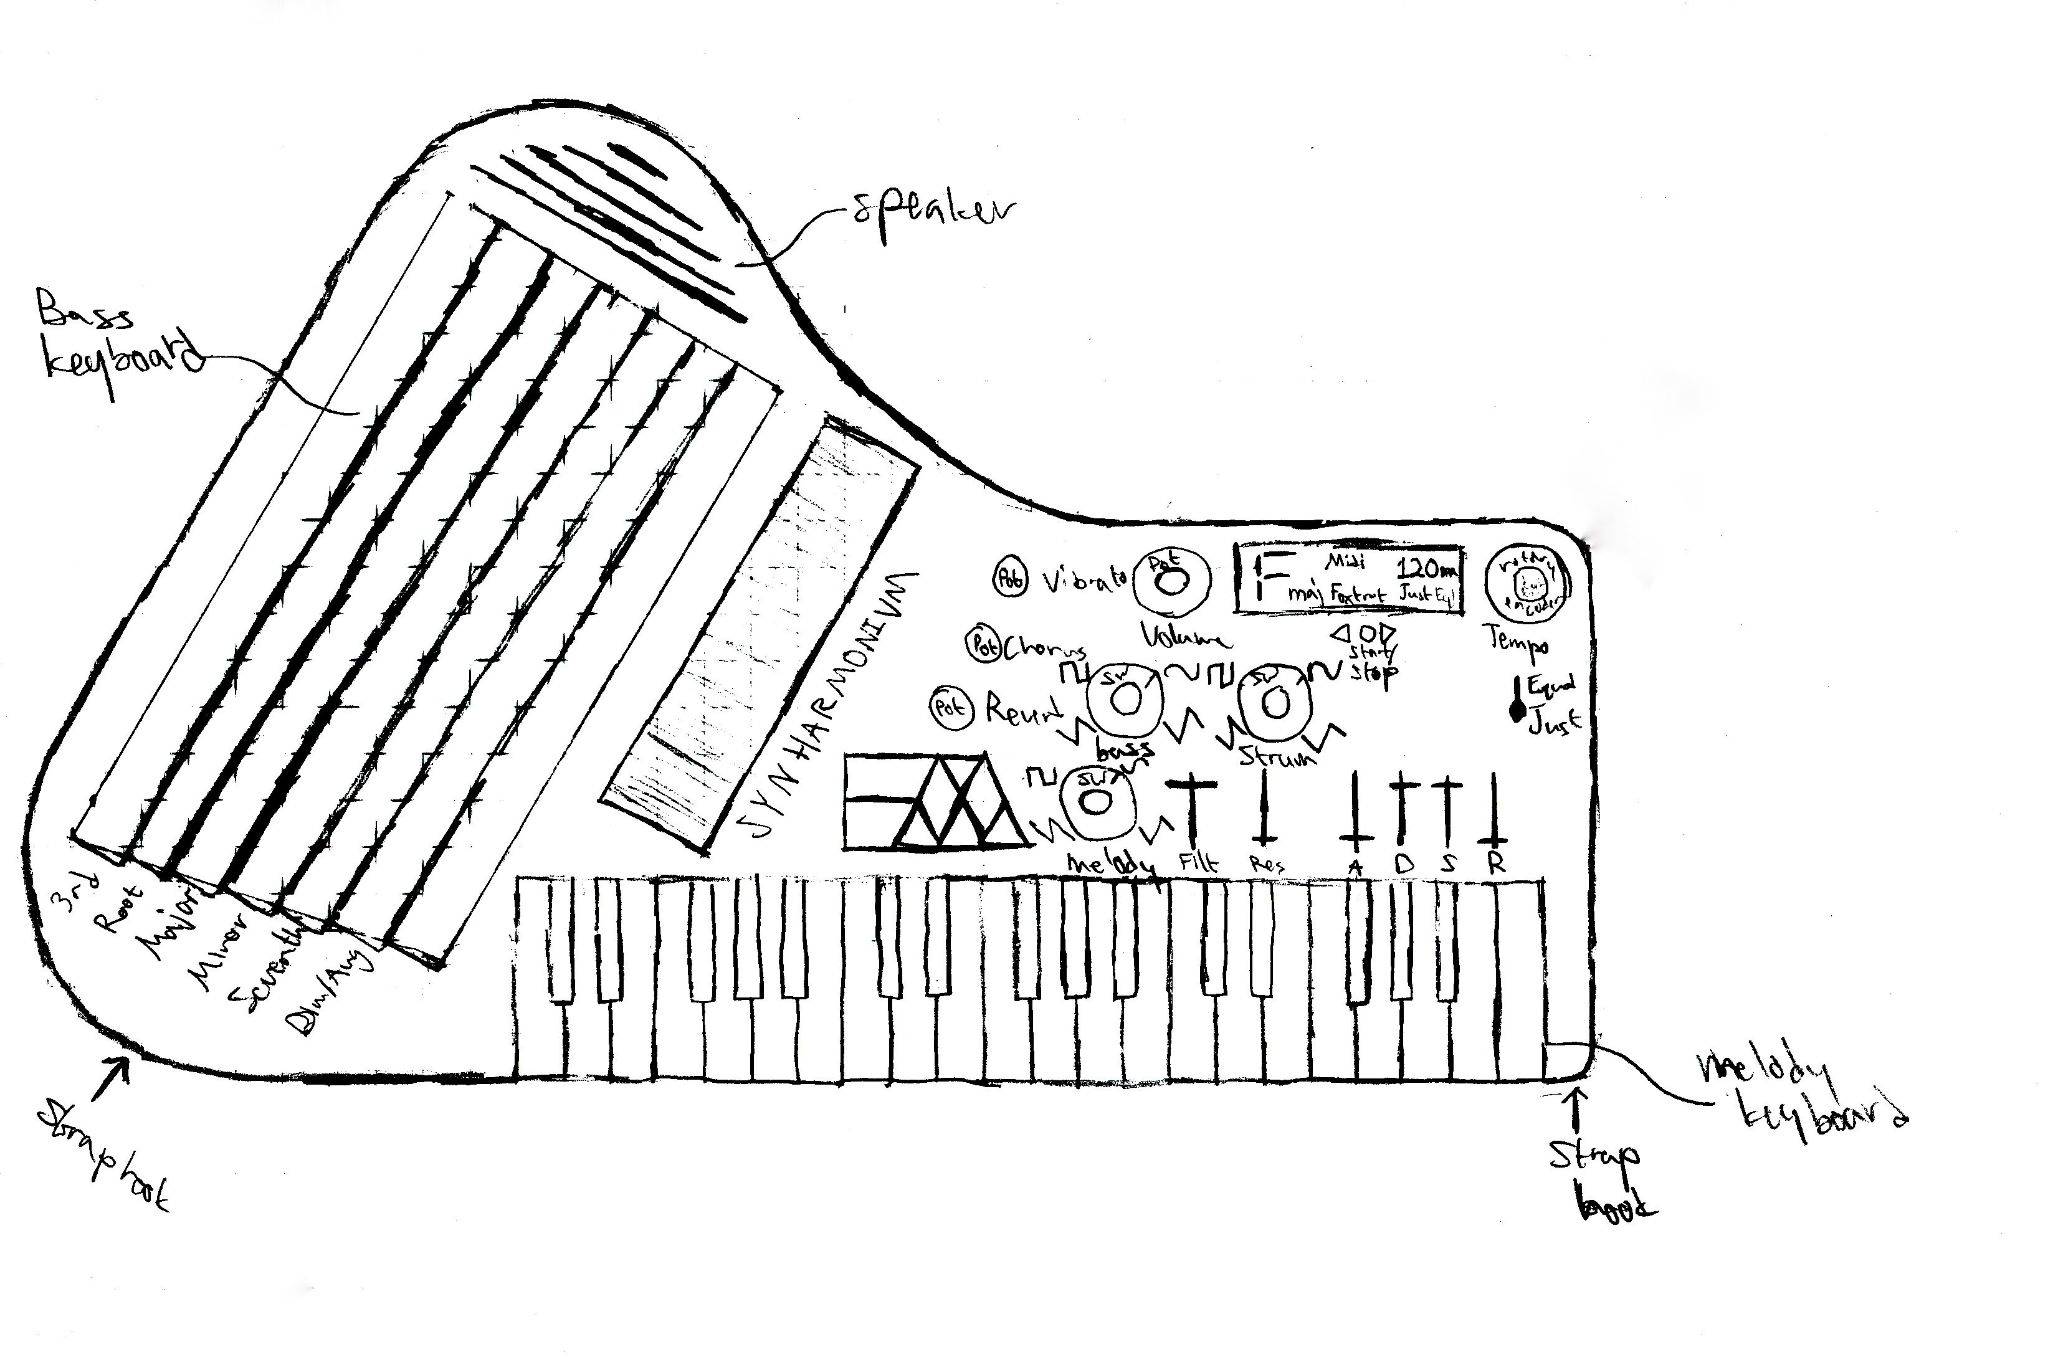 speaker
Bass
keyboard
Pot Vibrato
Pot
Volume
F
Midi
120
maj Foxtrot Just Eql
rotary
encoder
Tempo
Start/
Stop
Equal
Just
Pot Chorus
Pot
SW
bass
SW
Strum
SW
melody
Filt
Res
A
D
S
R
SYNHARMONIUM
3rd
Root
Major
Minor
Seventh
Dim/Aug
Strap hook
Strap
hook
melody
keyboard